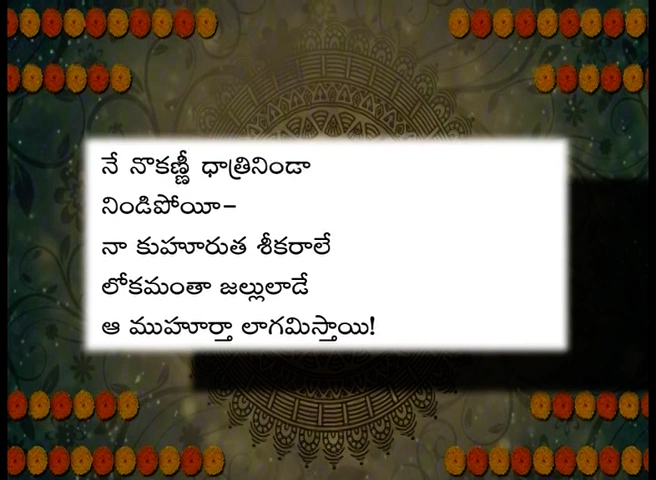 నే నొకణ్ణీ ధాత్రినిండా
నిండిపోయీ-
నా కుహూరుత శీకరాలే
లోకమంతా జల్లులాడే
ఆ ముహూర్తా లాగమిస్తాయి!